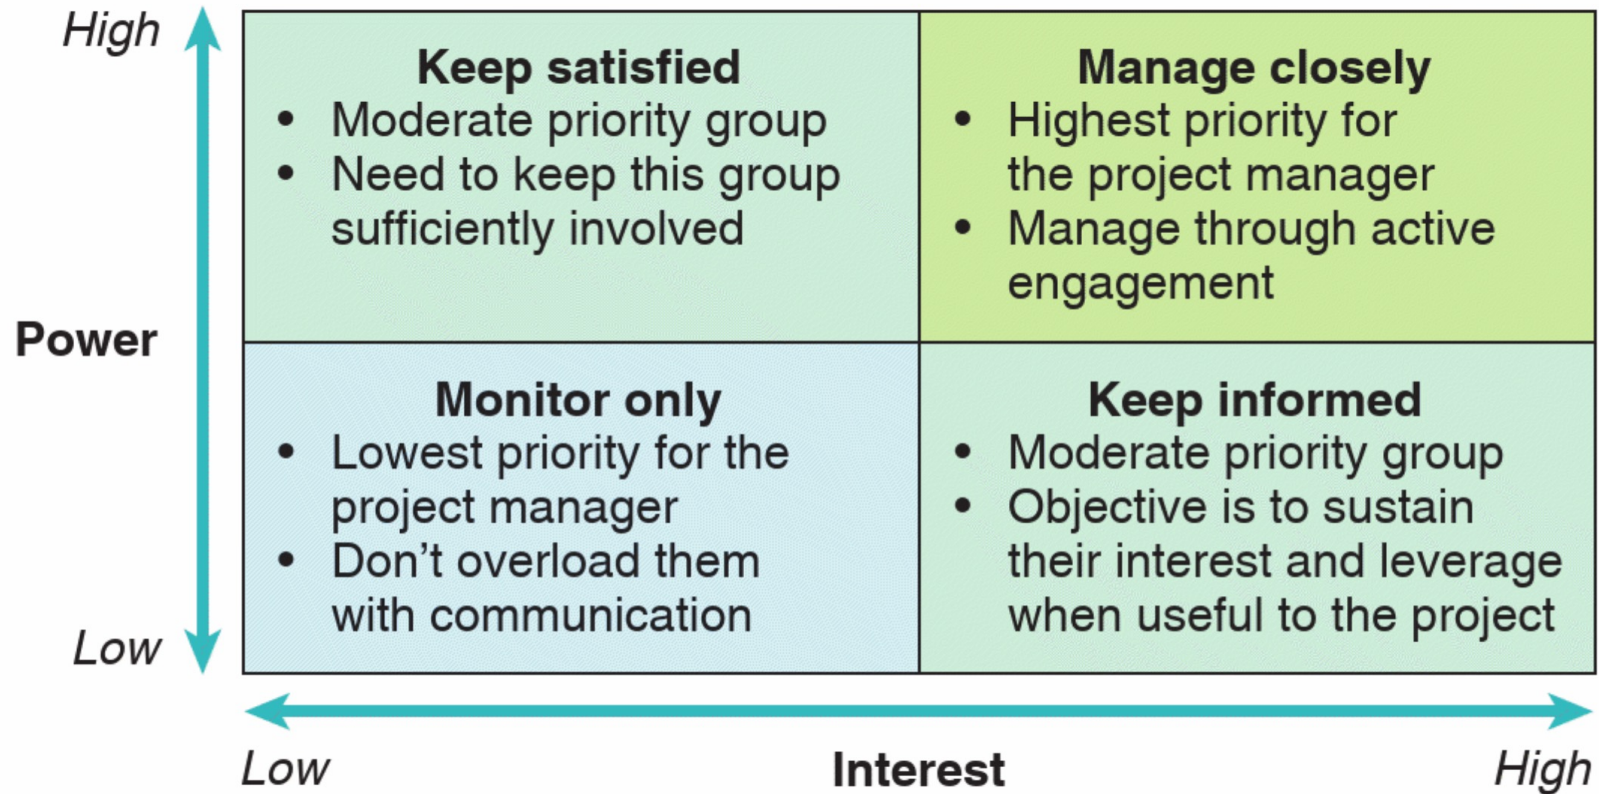 High
Keep satisfied
• Moderate priority group
• Need to keep this group
sufficiently involved
Manage closely
• Highest priority for
the project manager
• Manage through active
engagement
Power
Monitor only
• Lowest priority for the
project manager
• Don’t overload them
with communication
Keep informed
• Moderate priority group
• Objective is to sustain
their interest and leverage
when useful to the project
Low
Low
Interest
High